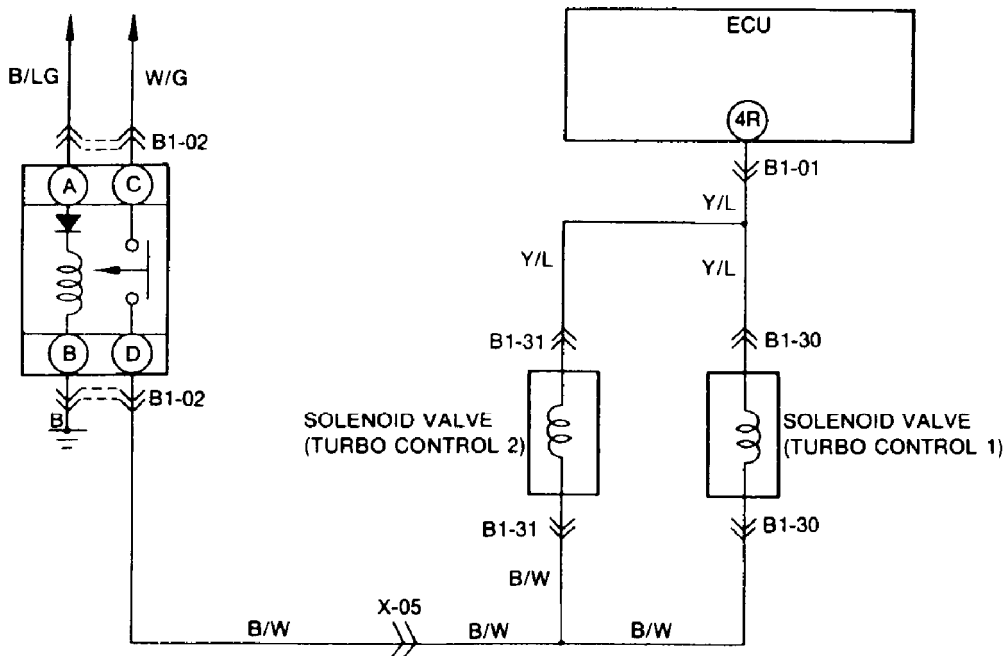 ECU
B/LG
W/G
4R
B1-02
B1-01
A
C
Y/L
Y/L
Y/L
B1-31
B1-30
B
D
B1-02
B
SOLENOID VALVE
(TURBO CONTROL 2)
SOLENOID VALVE
(TURBO CONTROL 1)
B1-31
B1-30
B/W
X-05
B/W
B/W
B/W